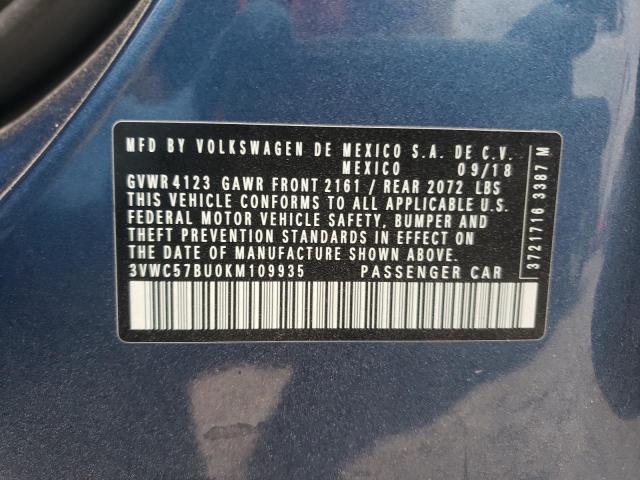 MFD BY VOLKSWAGEN DE MEXICO S.A. DE C.V.
MEXICO 09/18
GVWR 4123 GAWR FRONT 2161 / REAR 2072 LBS
THIS VEHICLE CONFORMS TO ALL APPLICABLE U.S.
FEDERAL MOTOR VEHICLE SAFETY, BUMPER AND
THEFT PREVENTION STANDARDS IN EFFECT ON
THE DATE OF MANUFACTURE SHOWN ABOVE.
3VWC57BU0KM109935 PASSENGER CAR
3721716 3387 M